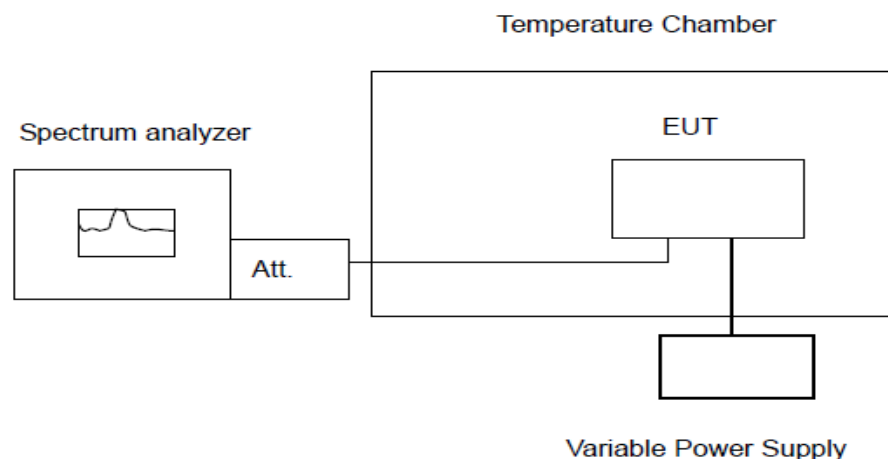 Temperature Chamber
Spectrum analyzer
EUT
Att.
Variable Power Supply